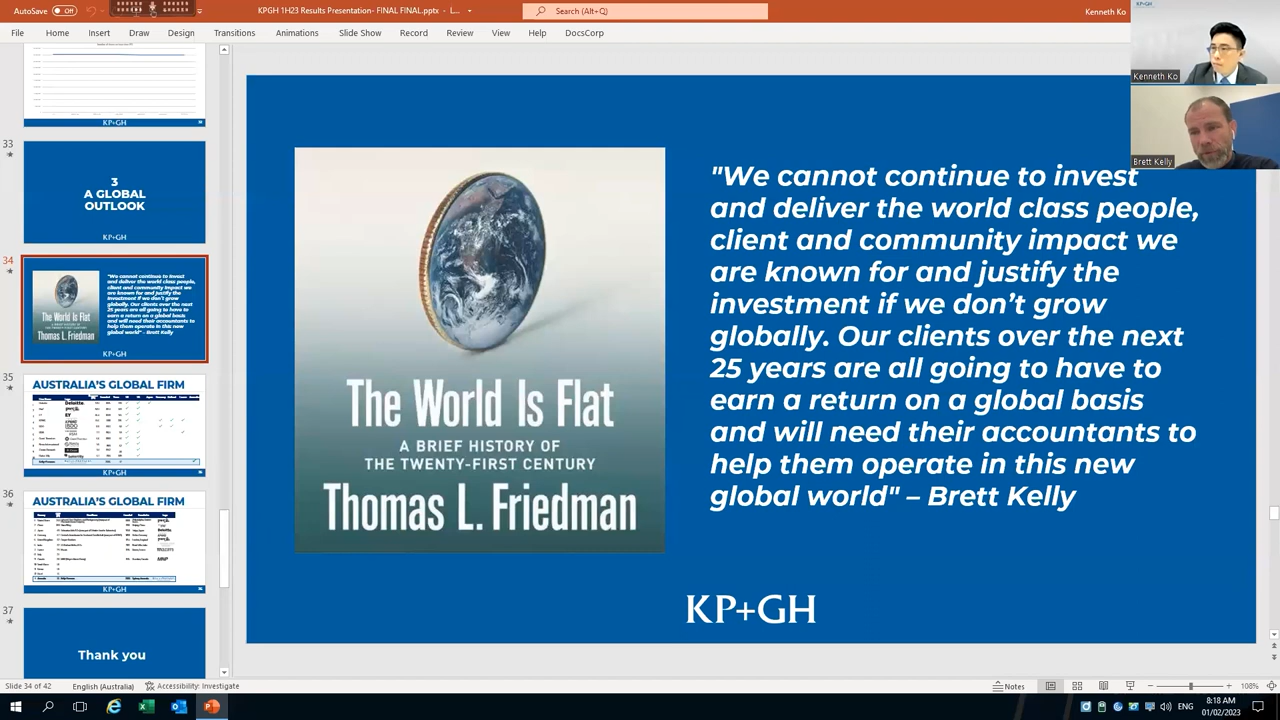 AutoSave
Off
KPGH 1H23 Results Presentation- FINAL FINAL.pptx - L...
Search (Alt+Q)
Kenneth Ko
File
Home
Insert
Draw
Design
Transitions
Animations
Slide Show
Record
Review
View
Help
DocsCorp
KP+GH
Kenneth Ko
Brett Kelly
KP+GH
33
3
A GLOBAL
OUTLOOK
KP+GH
34
The World Is Flat
Thomas L. Friedman
"We cannot continue to invest
and deliver the world class people,
client and community impact we
are known for and justify the
investment if we don't grow
globally. Our clients over the next
25 years are all going to have to
earn a return on a global basis
and will need their accountants to
help them operate in this new
global world" - Brett Kelly
KP+GH
35
AUSTRALIA'S GLOBAL FIRM
Deloitte.
EY
KPMG
BDO
KP+GH
36
AUSTRALIA'S GLOBAL FIRM
KP+GH
37
Thank you
The World Is Flat
A BRIEF HISTORY OF
THE TWENTY-FIRST CENTURY
Thomas L. Friedman
"We cannot continue to invest
and deliver the world class people,
client and community impact we
are known for and justify the
investment if we don’t grow
globally. Our clients over the next
25 years are all going to have to
earn a return on a global basis
and will need their accountants to
help them operate in this new
global world" – Brett Kelly
KP+GH
Slide 34 of 42
English (Australia)
Accessibility: Investigate
Notes
108%
ENG
8:18 AM
01/02/2023